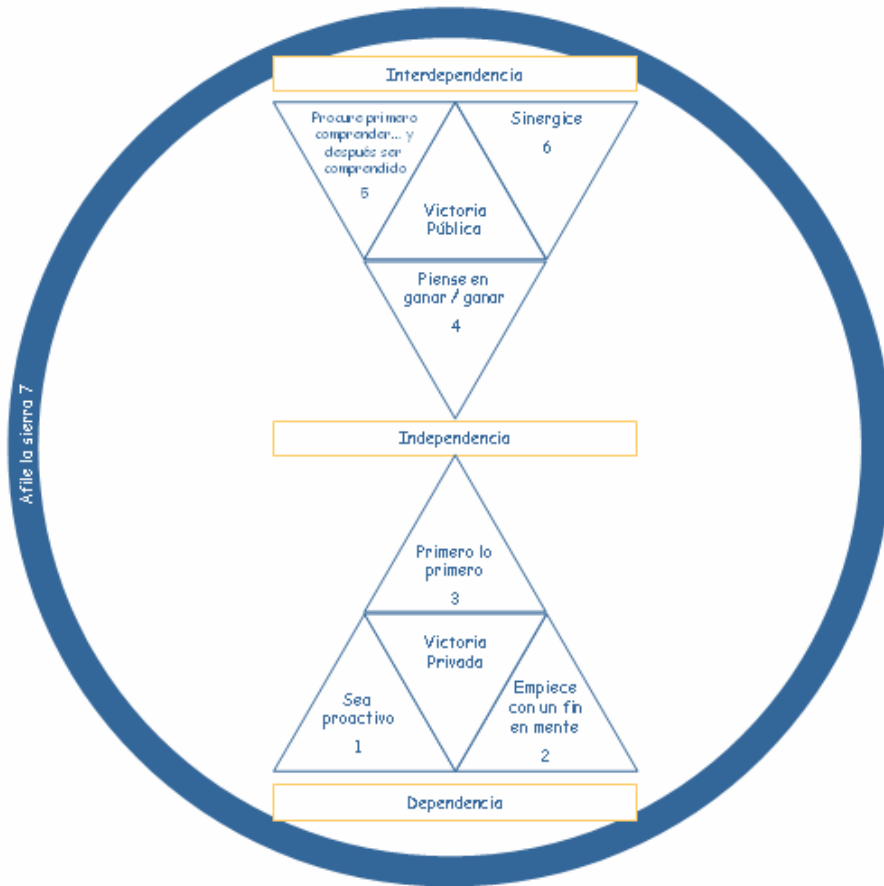 Interdependencia
Procure primero
comprender... y
después ser
comprendido
5
Sinergice
6
Victoria
Pública
Piense en
ganar / ganar
4
Afile la sierra 7
Independencia
Primero lo
primero
3
Victoria
Privada
Sea
proactivo
1
Empiece
con un fin
en mente
2
Dependencia